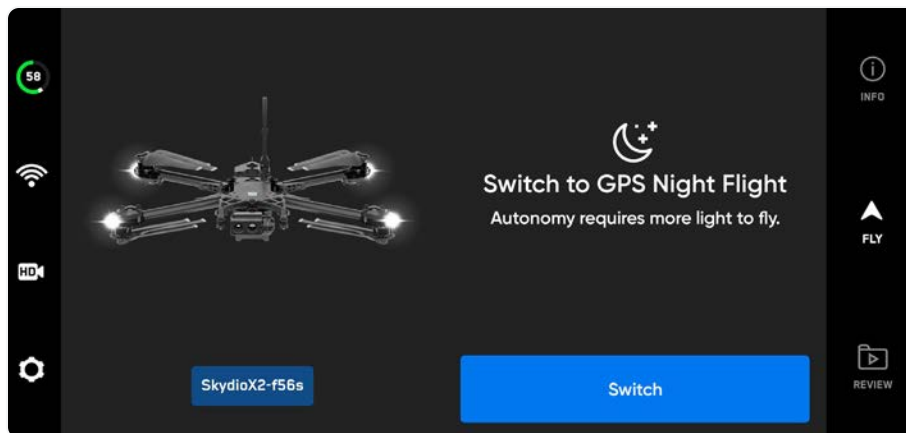 58
HD
INFO
Switch to GPS Night Flight
Autonomy requires more light to fly.
FLY
SkydioX2-f56s
Switch
REVIEW